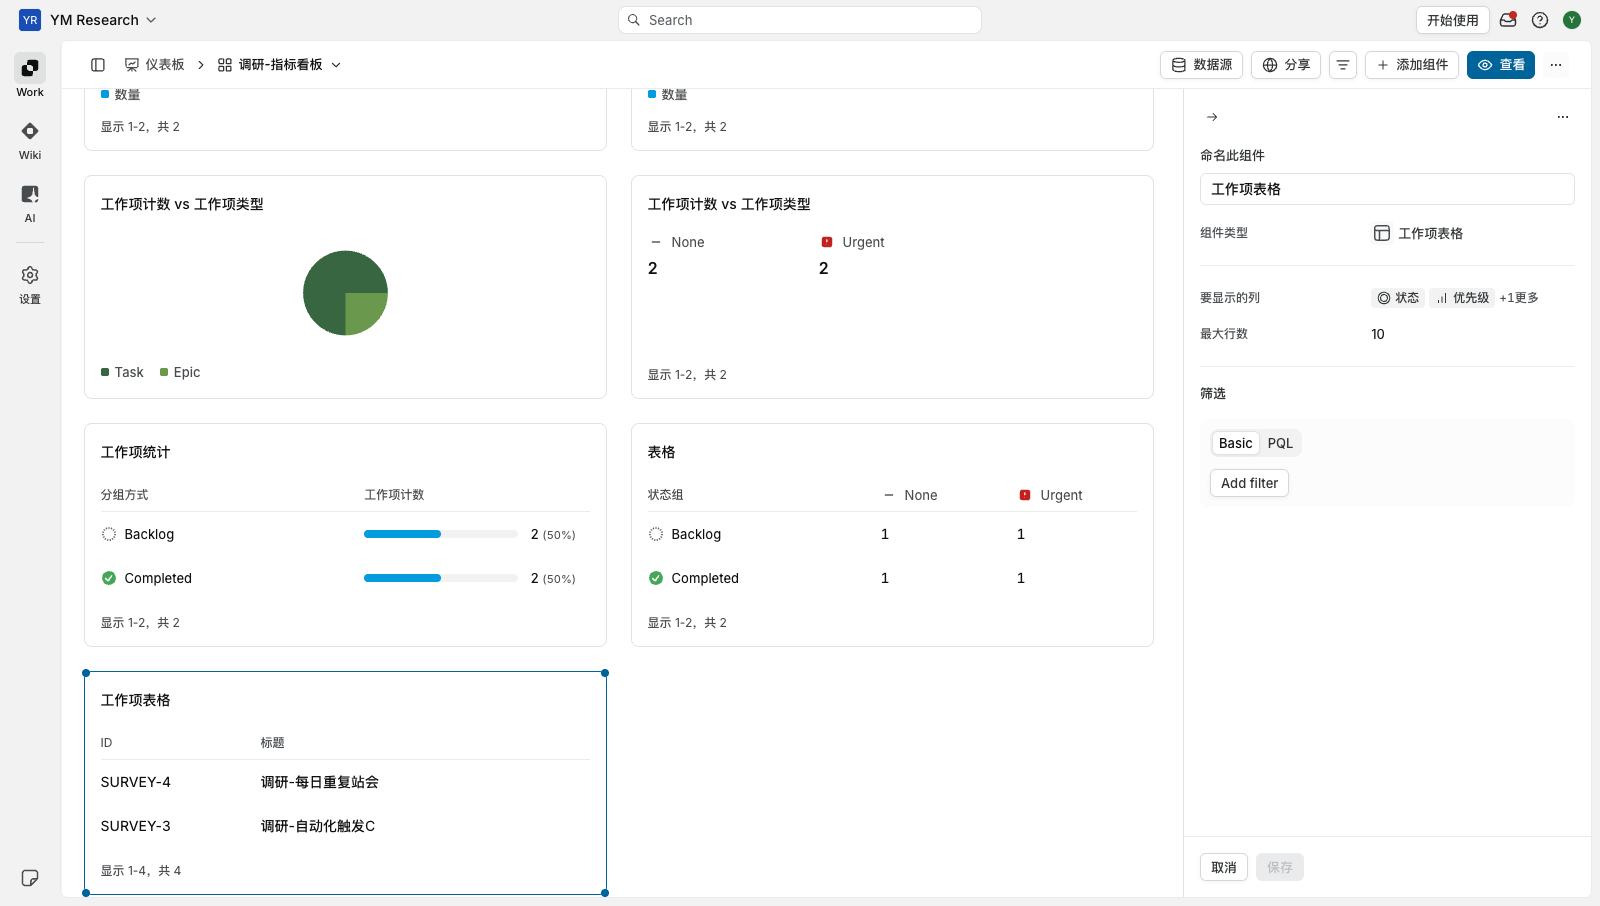 YR YM Research
Search
开始使用
Y
Work
Wiki
AI
设置
仪表板
调研-指标看板
数据源
分享
添加组件
查看
数量
显示 1-2，共 2
数量
显示 1-2，共 2
工作项计数 vs 工作项类型
Task
Epic
工作项计数 vs 工作项类型
None
Urgent
2
2
显示 1-2，共 2
工作项统计
分组方式
工作项计数
Backlog
2 (50%)
Completed
2 (50%)
显示 1-2，共 2
表格
状态组
None
Urgent
Backlog
1
1
Completed
1
1
显示 1-2，共 2
工作项表格
ID
标题
SURVEY-4
调研-每日重复站会
SURVEY-3
调研-自动化触发C
显示 1-4，共 4
命名此组件
工作项表格
组件类型
工作项表格
要显示的列
状态
优先级
+1更多
最大行数
10
筛选
Basic
PQL
Add filter
取消
保存